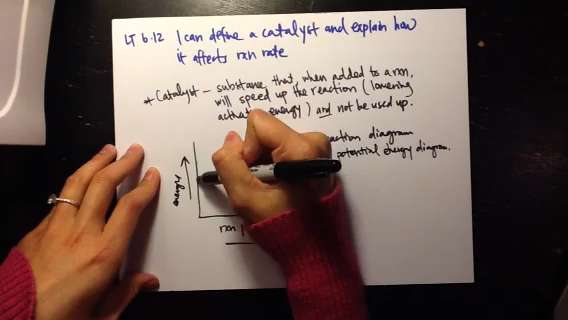 LT 6.12 I can define a catalyst and explain how
it affects rxn rate
* Catalyst - substance that, when added to a rxn,
will speed up the reaction (lowering
energy) and not be used up.
diagram
potential energy diagram.
energy
rxn